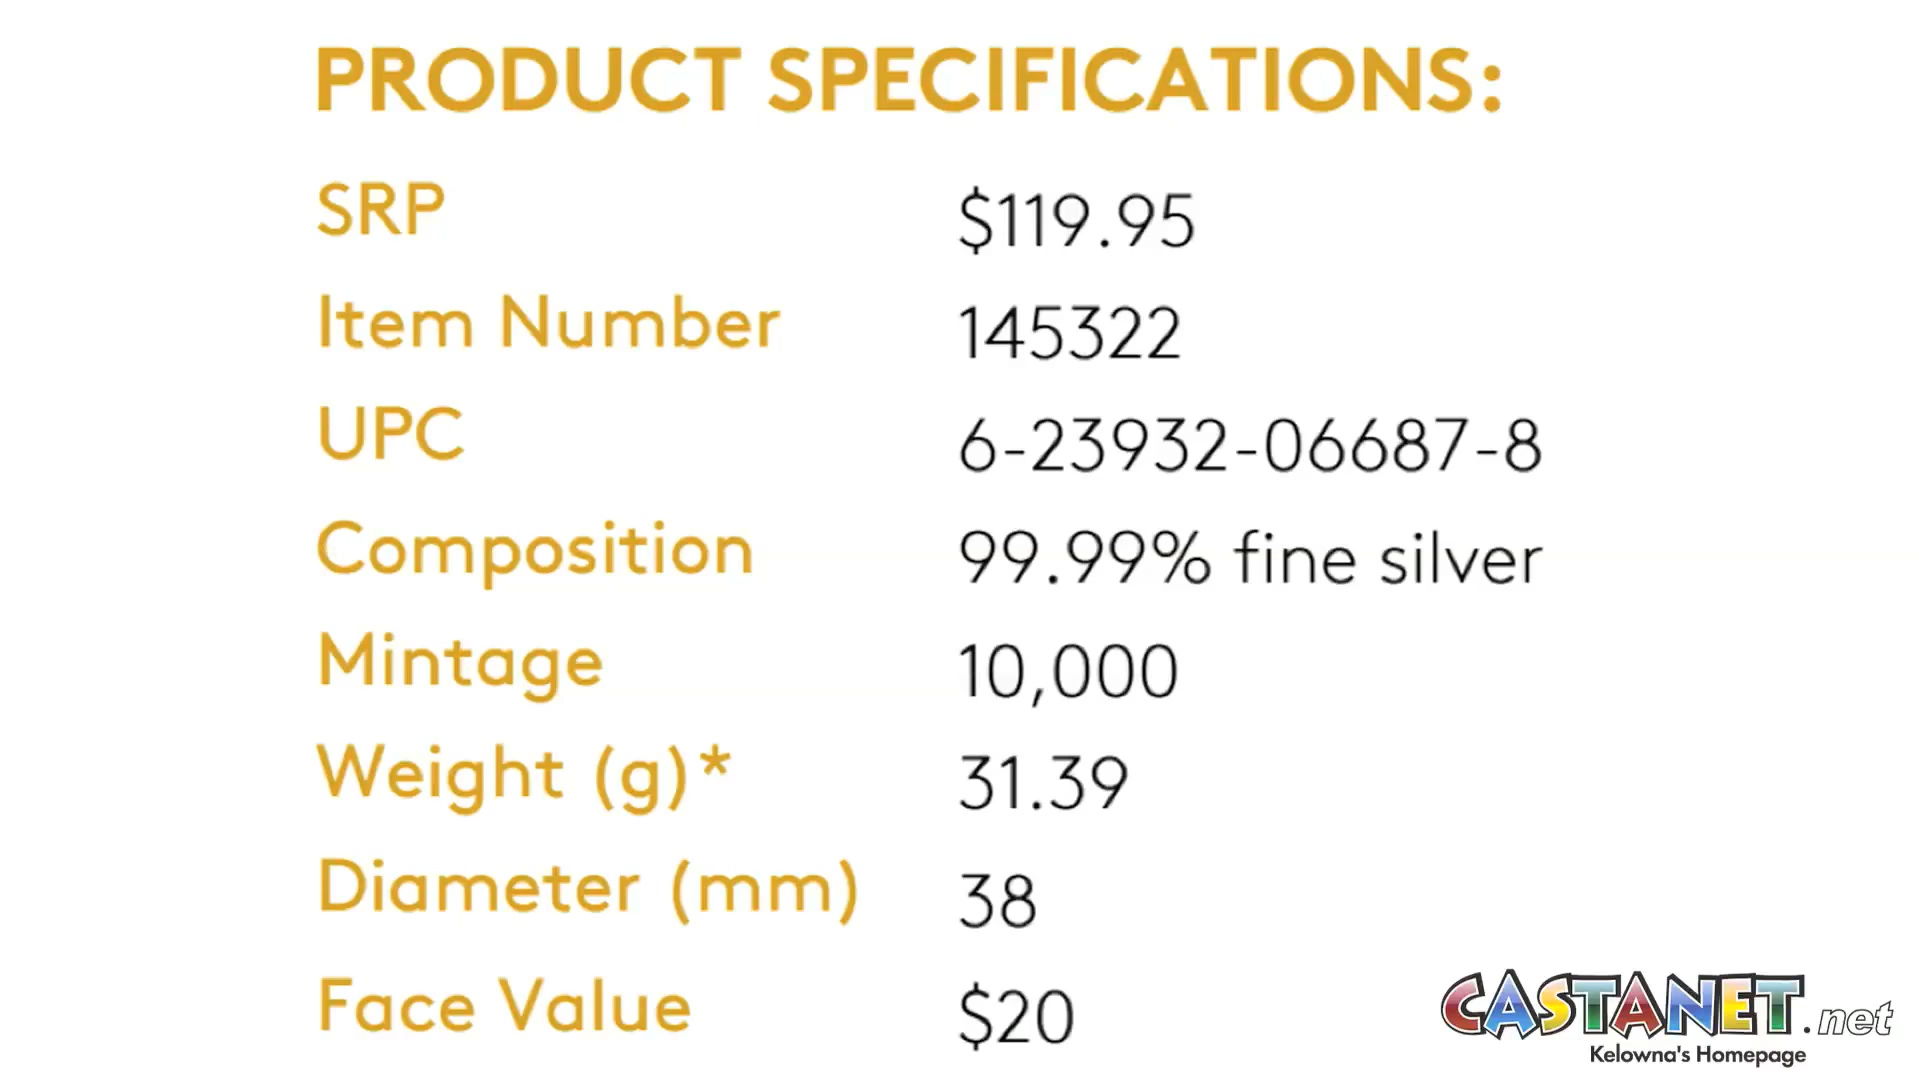 PRODUCT SPECIFICATIONS:
SRP $119.95
Item Number 145322
UPC 6-23932-06687-8
Composition 99.99% fine silver
Mintage 10,000
Weight (g)* 31.39
Diameter (mm) 38
Face Value $20
CASTANET.net
Kelowna's Homepage